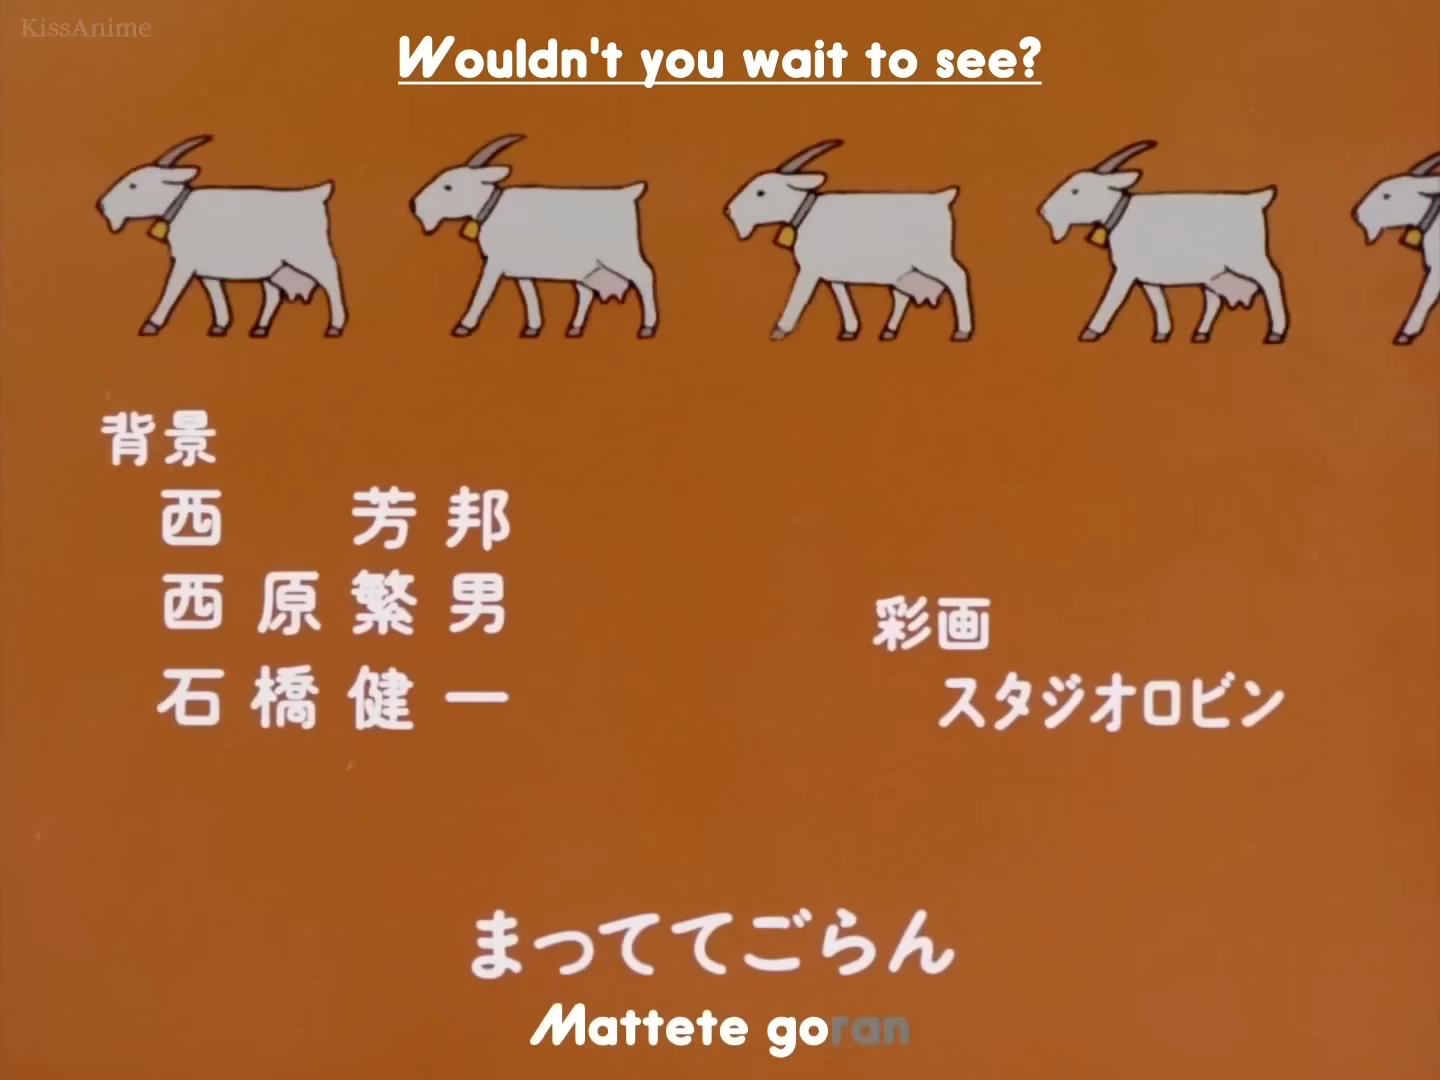 KissAnime
Wouldn't you wait to see?
背景
西 芳邦
西原繁男
石橋健一
彩画
スタジオロビン
まっててごらん
Mattete goran